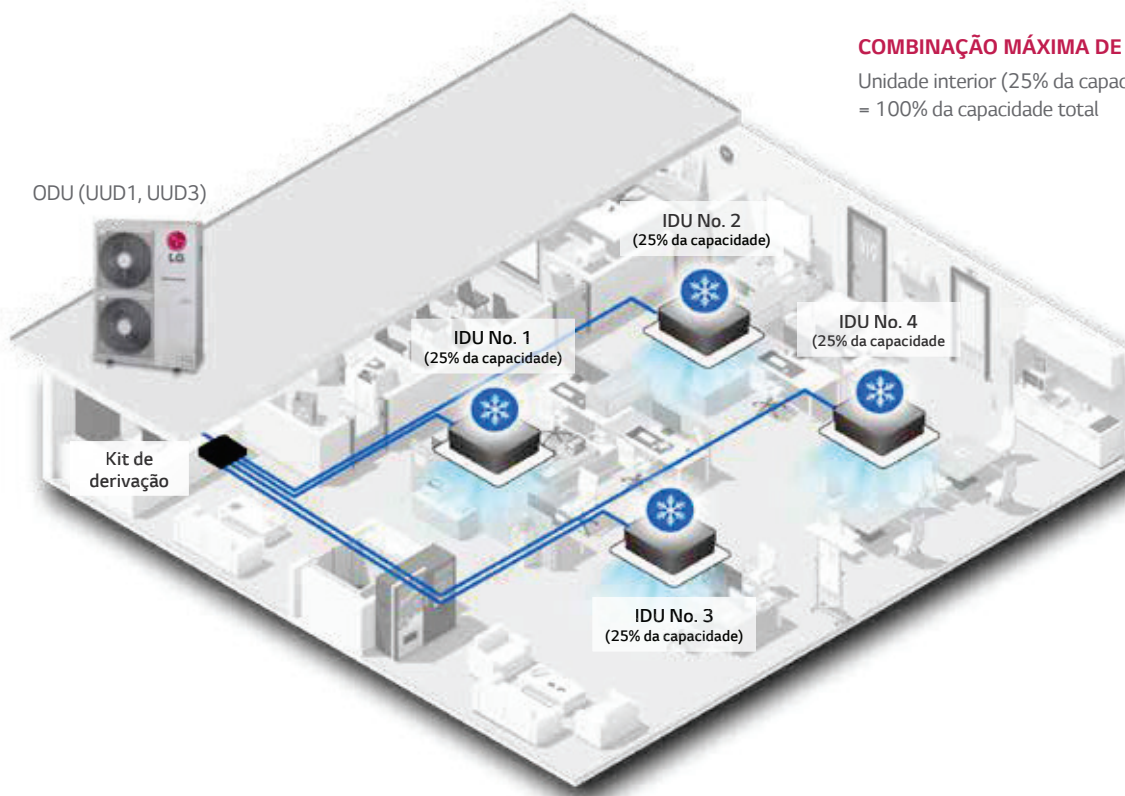 COMBINAÇÃO MÁXIMA DE
Unidade interior (25% da capac
= 100% da capacidade total
ODU (UUD1, UUD3)
LG
IDU No. 2
(25% da capacidade)
IDU No. 1
(25% da capacidade)
IDU No. 4
(25% da capacidade
Kit de
derivação
IDU No. 3
(25% da capacidade)